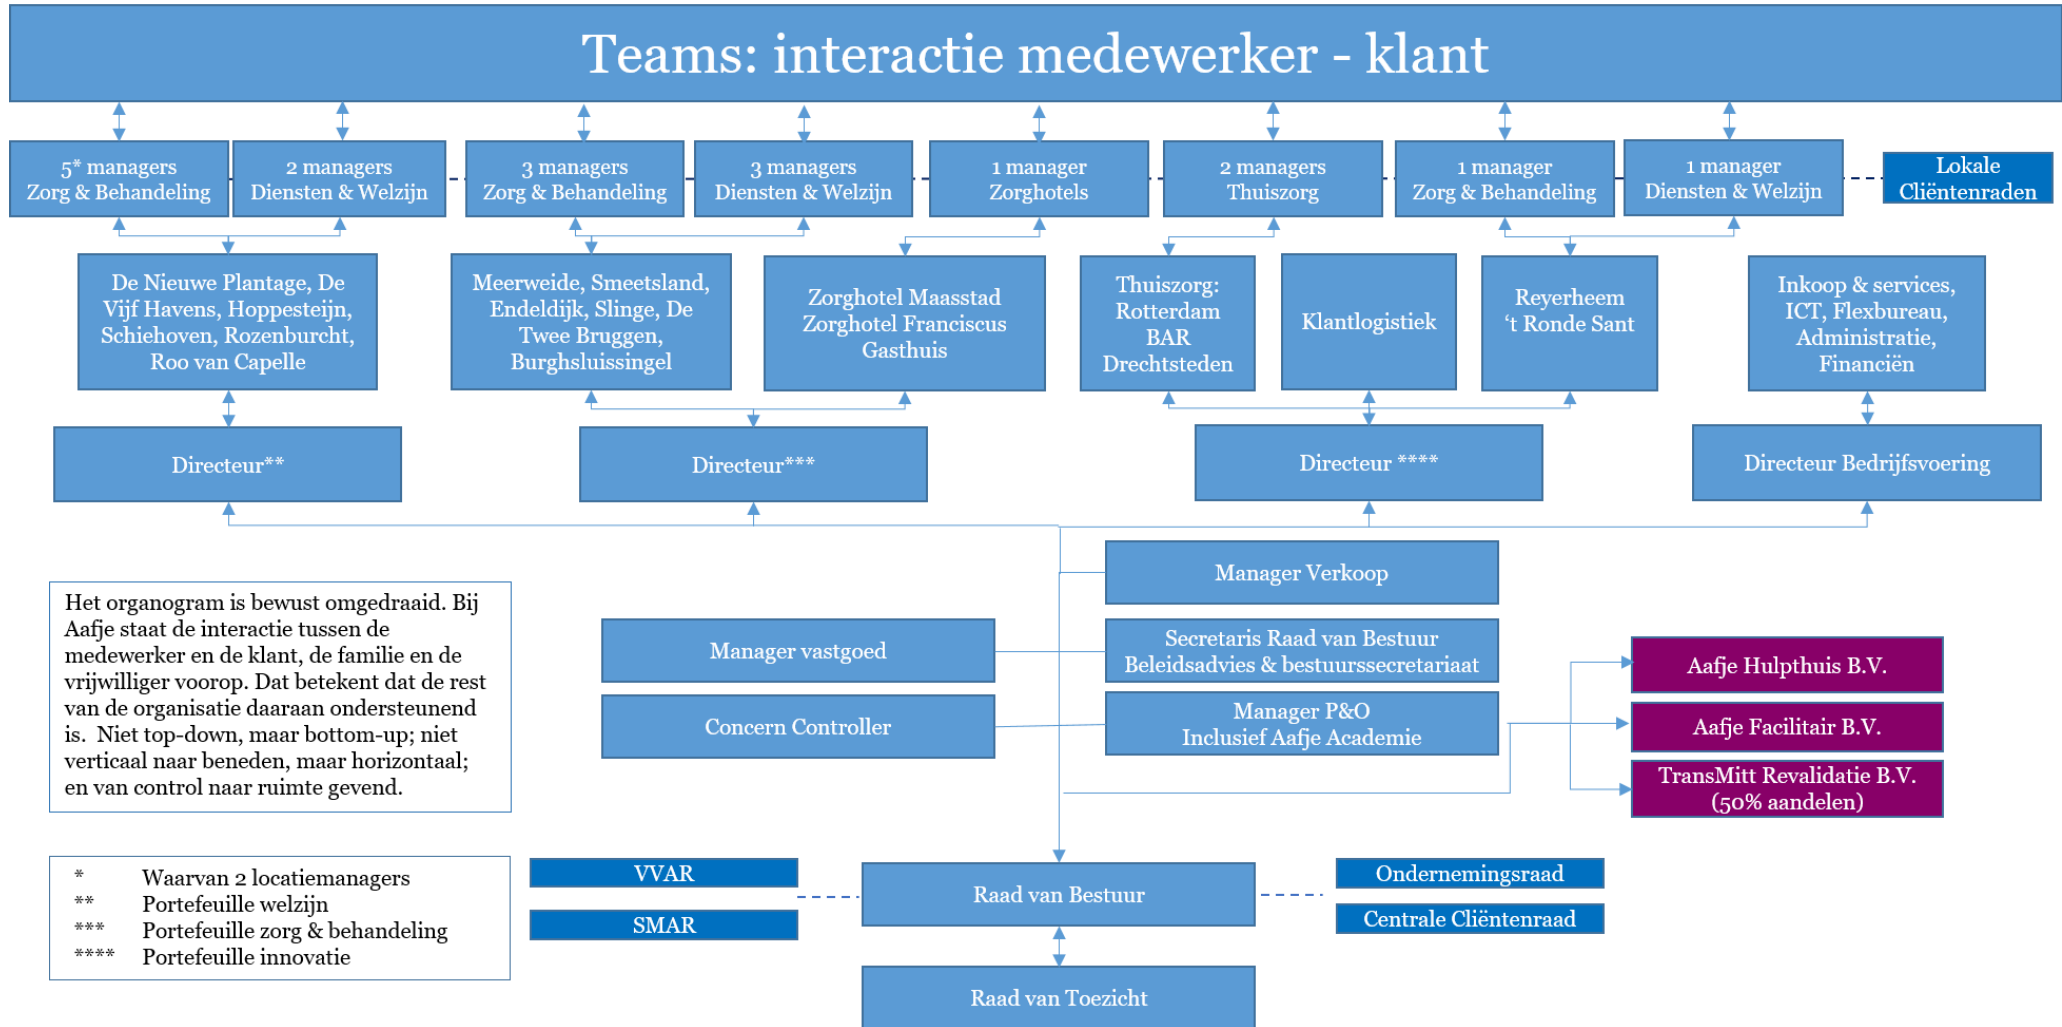 Teams: interactie medewerker - klant
5* managers
Zorg & Behandeling
2 managers
Diensten & Welzijn
3 managers
Zorg & Behandeling
3 managers
Diensten & Welzijn
1 manager
Zorghotels
2 managers
Thuiszorg
1 manager
Zorg & Behandeling
1 manager
Diensten & Welzijn
Lokale
Cliëntenraden
De Nieuwe Plantage, De
Vijf Havens, Hoppesteijn,
Schiehoven, Rozenburcht,
Roo van Capelle
Meerweide, Smeetsland,
Endeldijk, Slinge, De
Twee Bruggen,
Burghsluissingel
Zorghotel Maasstad
Zorghotel Franciscus
Gasthuis
Thuiszorg:
Rotterdam
BAR
Drechtsteden
Klantlogistiek
Reyerheem
‘t Ronde Sant
Inkoop & services,
ICT, Flexbureau,
Administratie,
Financiën
Directeur**
Directeur***
Directeur ****
Directeur Bedrijfsvoering
Manager Verkoop
Manager vastgoed
Secretaris Raad van Bestuur
Beleidsadvies & bestuurssecretariaat
Concern Controller
Manager P&O
Inclusief Aafje Academie
Aafje Hulpthuis B.V.
Aafje Facilitair B.V.
TransMitt Revalidatie B.V.
(50% aandelen)
Het organogram is bewust omgedraaid. Bij
Aafje staat de interactie tussen de
medewerker en de klant, de familie en de
vrijwilliger voorop. Dat betekent dat de rest
van de organisatie daaraan ondersteunend
is.  Niet top-down, maar bottom-up; niet
verticaal naar beneden, maar horizontaal;
en van control naar ruimte gevend.
* Waarvan 2 locatiemanagers
** Portefeuille welzijn
*** Portefeuille zorg & behandeling
**** Portefeuille innovatie
VVAR
SMAR
Raad van Bestuur
Ondernemingsraad
Centrale Cliëntenraad
Raad van Toezicht